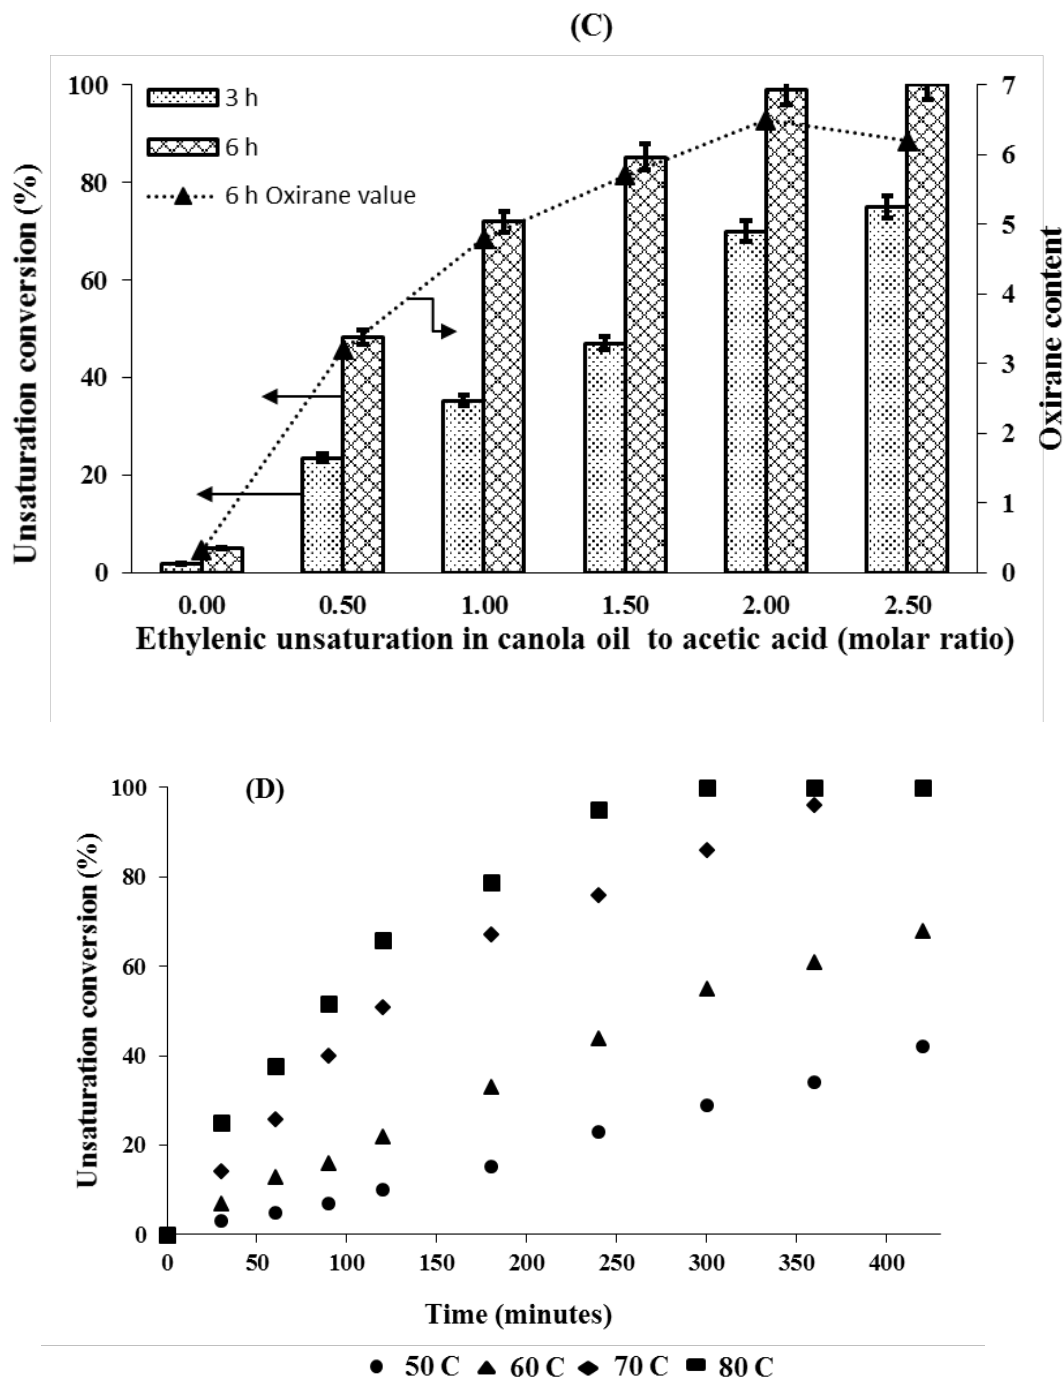 (C)
100 7
3 h
6 h
6 h Oxirane value
80 6
5
60 4
40 3
2
20 1
0 0
Unsaturation conversion (%)
Oxirane content
0.00 0.50 1.00 1.50 2.00 2.50
Ethylenic unsaturation in canola oil to acetic acid (molar ratio)
(D)
100
80
60
40
20
0
Unsaturation conversion (%)
0 50 100 150 200 250 300 350 400
Time (minutes)
50 C 60 C 70 C 80 C